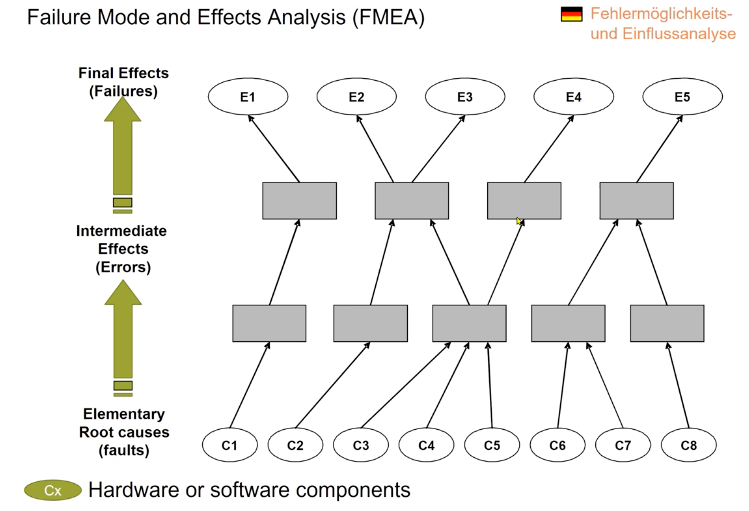 Failure Mode and Effects Analysis (FMEA)
Fehlermöglichkeits-
und Einflussanalyse
Final Effects
(Failures)
E1
E2
E3
E4
E5
Intermediate
Effects
(Errors)
Elementary
Root causes
(faults)
C1
C2
C3
C4
C5
C6
C7
C8
Cx
Hardware or software components